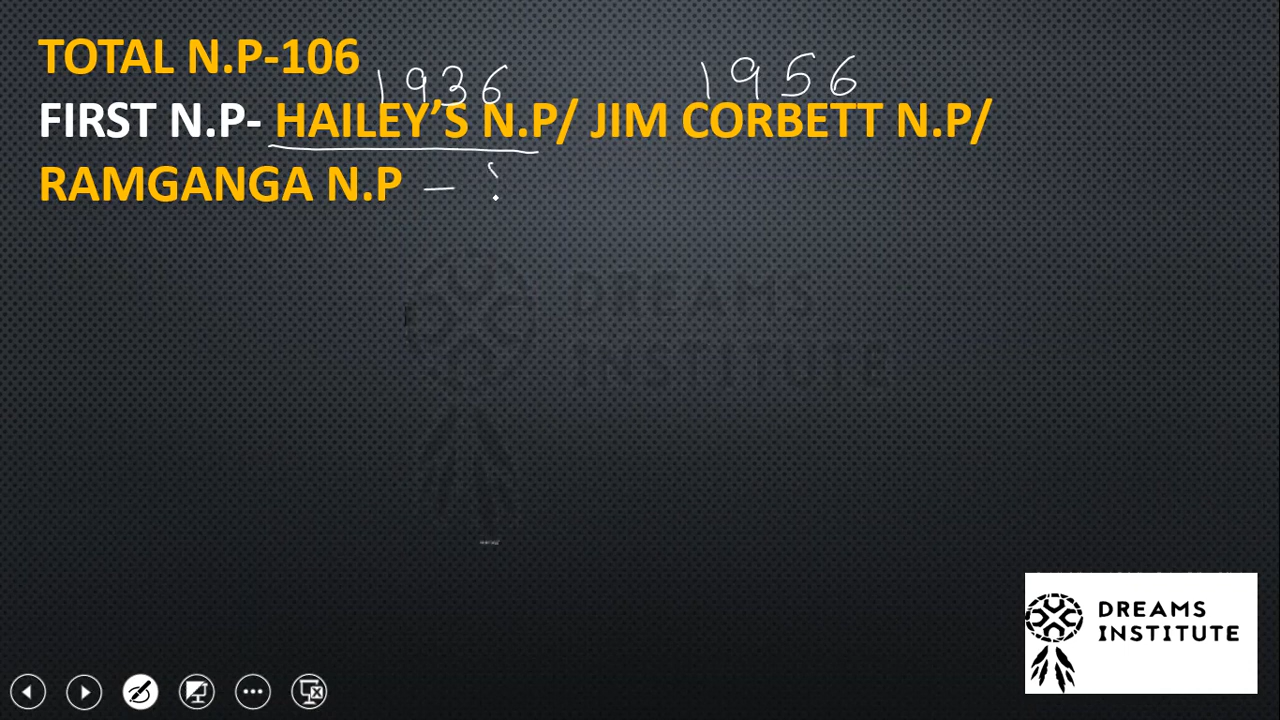 TOTAL N.P-106
1936 1956
FIRST N.P- HAILEY'S N.P/ JIM CORBETT N.P/
RAMGANGA N.P - ?
DREAMS
INSTITUTE
DREAMS
INSTITUTE